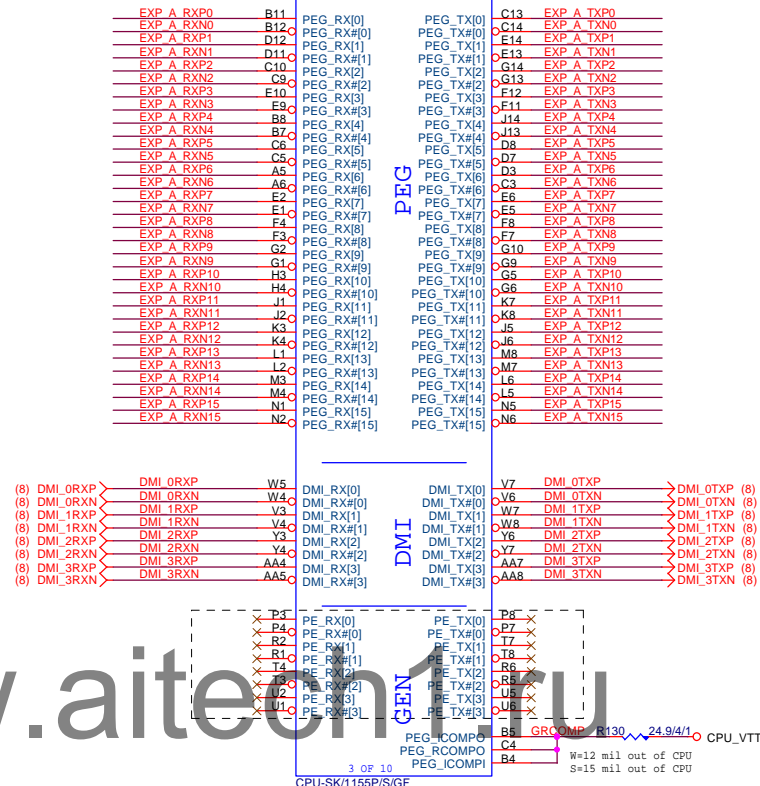 EXP_A_RXP0 B11 PEG_RX[0] PEG_TX[0] C13 EXP_A_TXP0
EXP_A_RXN0 B12 PEG_RX#[0] PEG_TX#[0] C14 EXP_A_TXN0
EXP_A_RXP1 D12 PEG_RX[1] PEG_TX[1] E14 EXP_A_TXP1
EXP_A_RXN1 D11 PEG_RX#[1] PEG_TX#[1] E13 EXP_A_TXN1
EXP_A_RXP2 C10 PEG_RX[2] PEG_TX[2] G14 EXP_A_TXP2
EXP_A_RXN2 C9 PEG_RX#[2] PEG_TX#[2] G13 EXP_A_TXN2
EXP_A_RXP3 E10 PEG_RX[3] PEG_TX[3] F12 EXP_A_TXP3
EXP_A_RXN3 E9 PEG_RX#[3] PEG_TX#[3] F11 EXP_A_TXN3
EXP_A_RXP4 B8 PEG_RX[4] PEG_TX[4] J14 EXP_A_TXP4
EXP_A_RXN4 B7 PEG_RX#[4] PEG_TX#[4] J13 EXP_A_TXN4
EXP_A_RXP5 C6 PEG_RX[5] PEG_TX[5] D8 EXP_A_TXP5
EXP_A_RXN5 C5 PEG_RX#[5] PEG_TX#[5] D7 EXP_A_TXN5
EXP_A_RXP6 A5 PEG_RX[6] PEG_TX[6] D3 EXP_A_TXP6
EXP_A_RXN6 A6 PEG_RX#[6] PEG_TX#[6] C3 EXP_A_TXN6
EXP_A_RXP7 E2 PEG_RX[7] PEG_TX[7] E6 EXP_A_TXP7
EXP_A_RXN7 E1 PEG_RX#[7] PEG_TX#[7] E5 EXP_A_TXN7
EXP_A_RXP8 F4 PEG_RX[8] PEG_TX[8] F8 EXP_A_TXP8
EXP_A_RXN8 F3 PEG_RX#[8] PEG_TX#[8] F7 EXP_A_TXN8
EXP_A_RXP9 G2 PEG_RX[9] PEG_TX[9] G10 EXP_A_TXP9
EXP_A_RXN9 G1 PEG_RX#[9] PEG_TX#[9] G9 EXP_A_TXN9
EXP_A_RXP10 H3 PEG_RX[10] PEG_TX[10] G5 EXP_A_TXP10
EXP_A_RXN10 H4 PEG_RX#[10] PEG_TX#[10] G6 EXP_A_TXN10
EXP_A_RXP11 J1 PEG_RX[11] PEG_TX[11] K7 EXP_A_TXP11
EXP_A_RXN11 J2 PEG_RX#[11] PEG_TX#[11] K8 EXP_A_TXN11
EXP_A_RXP12 K3 PEG_RX[12] PEG_TX[12] J5 EXP_A_TXP12
EXP_A_RXN12 K4 PEG_RX#[12] PEG_TX#[12] J6 EXP_A_TXN12
EXP_A_RXP13 L1 PEG_RX[13] PEG_TX[13] M8 EXP_A_TXP13
EXP_A_RXN13 L2 PEG_RX#[13] PEG_TX#[13] M7 EXP_A_TXN13
EXP_A_RXP14 M3 PEG_RX[14] PEG_TX[14] L6 EXP_A_TXP14
EXP_A_RXN14 M4 PEG_RX#[14] PEG_TX#[14] L5 EXP_A_TXN14
EXP_A_RXP15 N1 PEG_RX[15] PEG_TX[15] N5 EXP_A_TXP15
EXP_A_RXN15 N2 PEG_RX#[15] PEG_TX#[15] N6 EXP_A_TXN15
PEG
(8) DMI_0RXP DMI_0RXP W5 DMI_RX[0] DMI_TX[0] V7 DMI_0TXP DMI_0TXP (8)
(8) DMI_0RXN DMI_0RXN W4 DMI_RX#[0] DMI_TX#[0] V6 DMI_0TXN DMI_0TXN (8)
(8) DMI_1RXP DMI_1RXP V3 DMI_RX[1] DMI_TX[1] W7 DMI_1TXP DMI_1TXP (8)
(8) DMI_1RXN DMI_1RXN V4 DMI_RX#[1] DMI_TX#[1] W8 DMI_1TXN DMI_1TXN (8)
(8) DMI_2RXP DMI_2RXP Y3 DMI_RX[2] DMI_TX[2] Y6 DMI_2TXP DMI_2TXP (8)
(8) DMI_2RXN DMI_2RXN Y4 DMI_RX#[2] DMI_TX#[2] Y7 DMI_2TXN DMI_2TXN (8)
(8) DMI_3RXP DMI_3RXP AA4 DMI_RX[3] DMI_TX[3] AA7 DMI_3TXP DMI_3TXP (8)
(8) DMI_3RXN DMI_3RXN AA5 DMI_RX#[3] DMI_TX#[3] AA8 DMI_3TXN DMI_3TXN (8)
DMI
P3 PE_RX[0] PE_TX[0] P8
P4 PE_RX#[0] PE_TX#[0] P7
R2 PE_RX[1] PE_TX[1] T7
R1 PE_RX#[1] PE_TX#[1] T8
T4 PE_RX[2] PE_TX[2] R6
T3 PE_RX#[2] PE_TX#[2] R5
U2 PE_RX[3] PE_TX[3] U5
U1 PE_RX#[3] PE_TX#[3] U6
GEN
w.aitech1.ru
PEG_ICOMPO B5 GRCOMP R130 24.9/4/1 CPU_VTT
PEG_RCOMPO C4
PEG_ICOMPI B4
W=12 mil out of CPU
S=15 mil out of CPU
3 OF 10
CPU-SK/1155P/S/GF